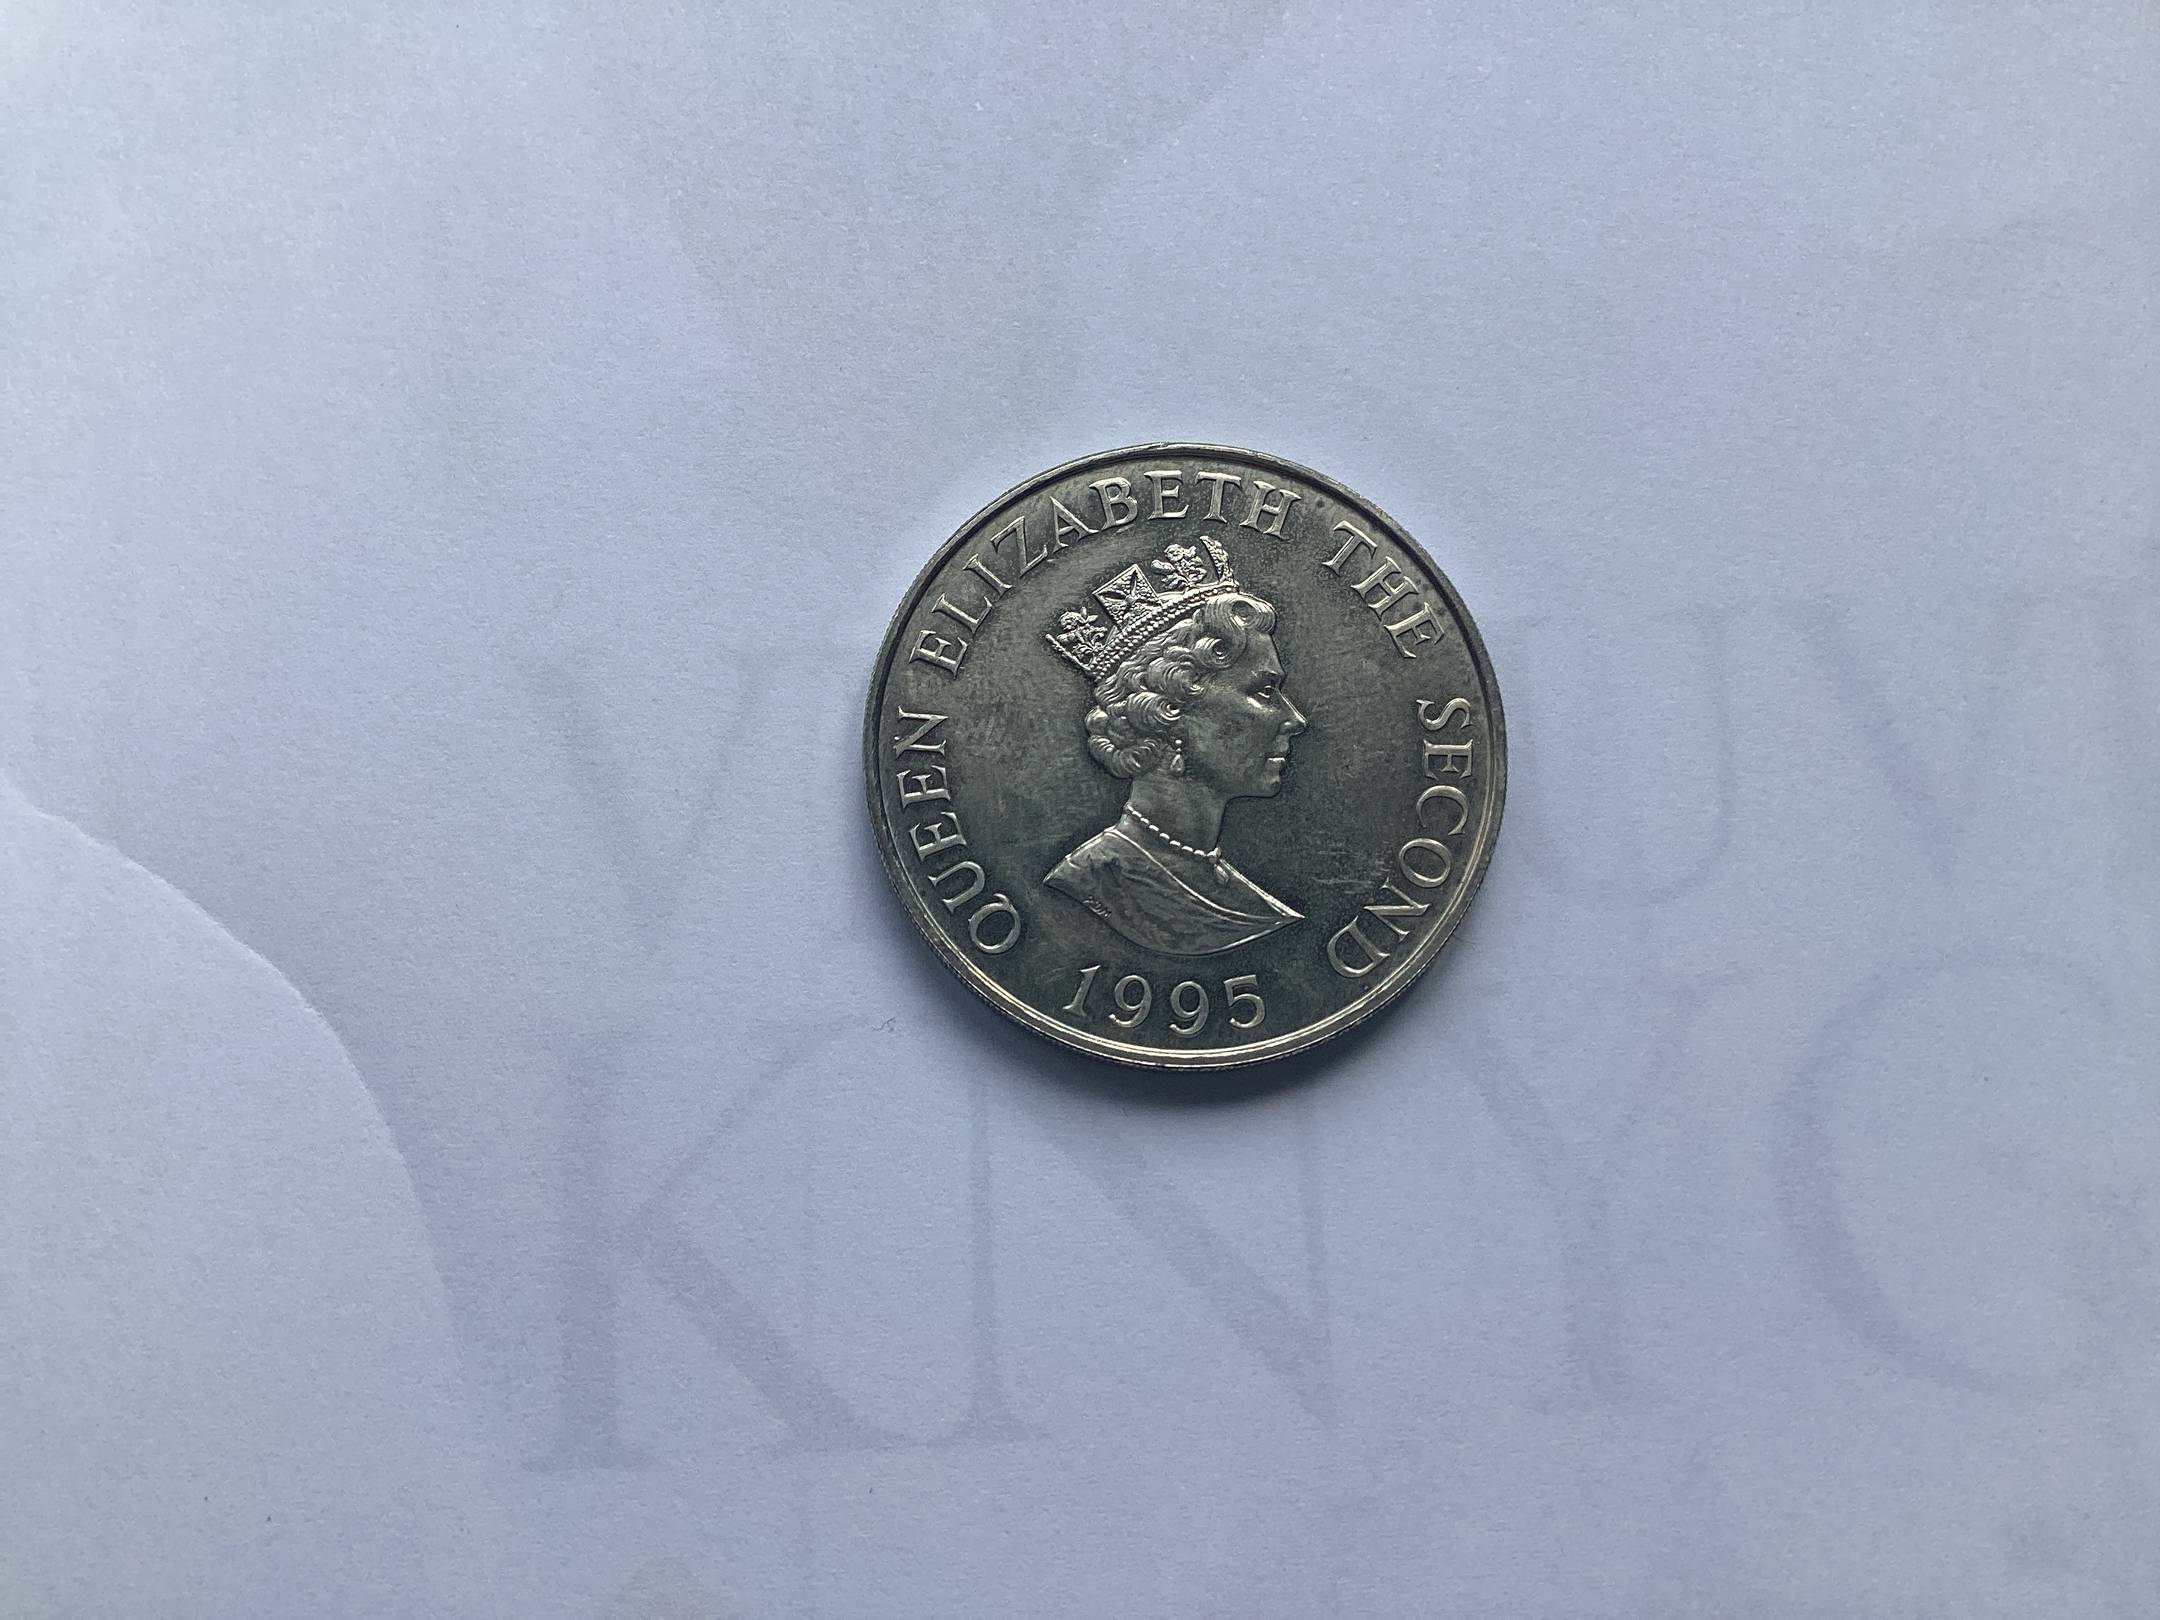 QUEEN ELIZABETH THE SECOND
1995